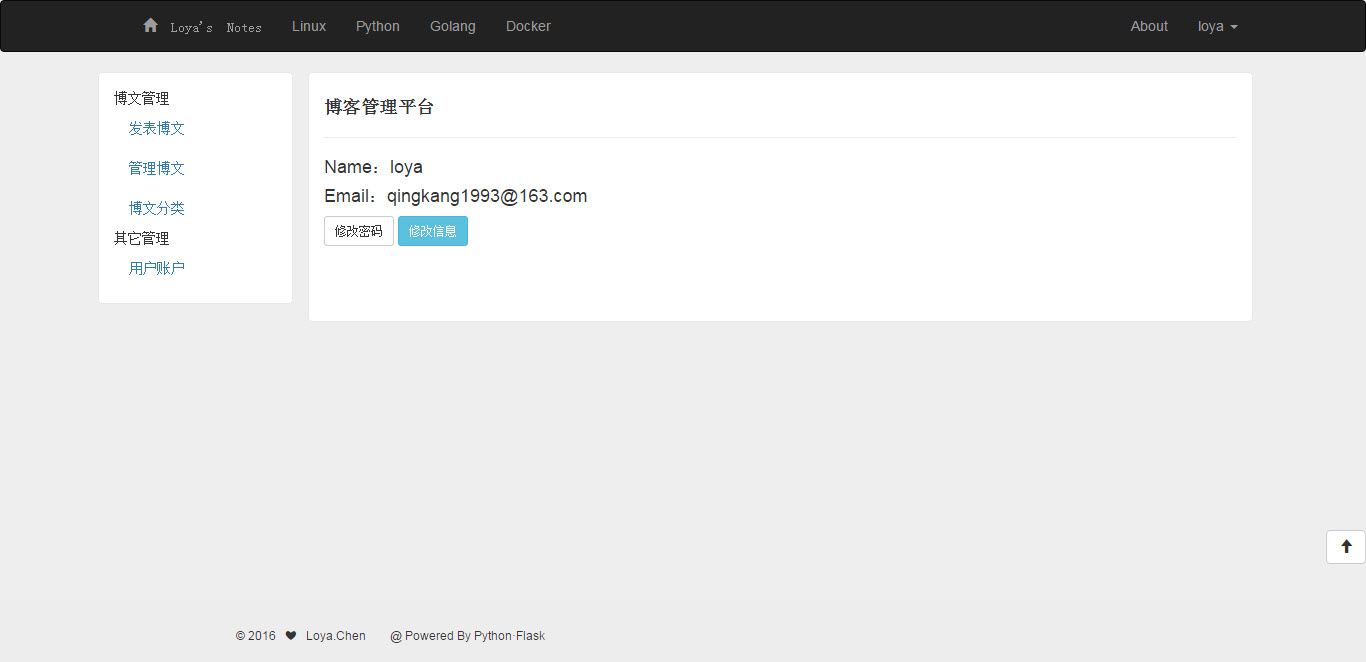 Loya's Notes Linux Python Golang Docker About loya
博文管理
发表博文
管理博文
博文分类
其它管理
用户账户
博客管理平台
Name：loya
Email：qingkang1993@163.com
修改密码 修改信息
© 2016 ♥ Loya.Chen @ Powered By Python·Flask